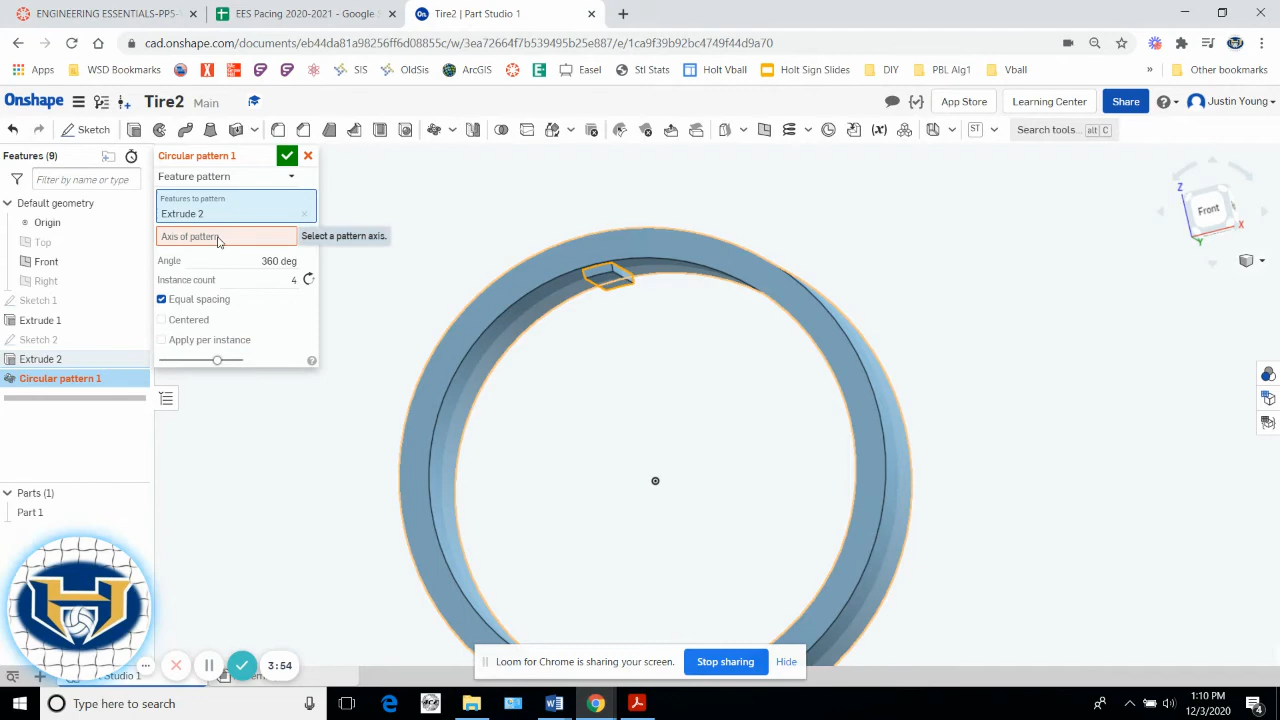 ENGINEERING ESSENTIALS-PP5-
EES Pacing 2020-2021 - Google S
Tire2 | Part Studio 1
cad.onshape.com/documents/eb44da81a98256ff6d08855c/w/3ea72664f7b539495b25e887/e/1ca9f39b92bc4749f44d9a70
Apps
WSD Bookmarks
SIS
OldSis
ArcGIS
Easel
Stl Stats
Holt Vball
Holt Sign Slides
DIY
PBL Alg1
Vball
Other bookmarks
Onshape
Tire2
Main
App Store
Learning Center
Share
Justin Young
Sketch
Search tools...
alt
C
Features (9)
Filter by name or type
Default geometry
Origin
Top
Front
Right
Sketch 1
Extrude 1
Sketch 2
Extrude 2
Circular pattern 1
Parts (1)
Part 1
Circular pattern 1
Feature pattern
Features to pattern
Extrude 2
Axis of pattern
Select a pattern axis.
Angle
360 deg
Instance count
4
Equal spacing
Centered
Apply per instance
Z
Front
X
Y
3:54
Studio 1
Loom for Chrome is sharing your screen.
Stop sharing
Hide
Type here to search
1:10 PM
12/3/2020
4